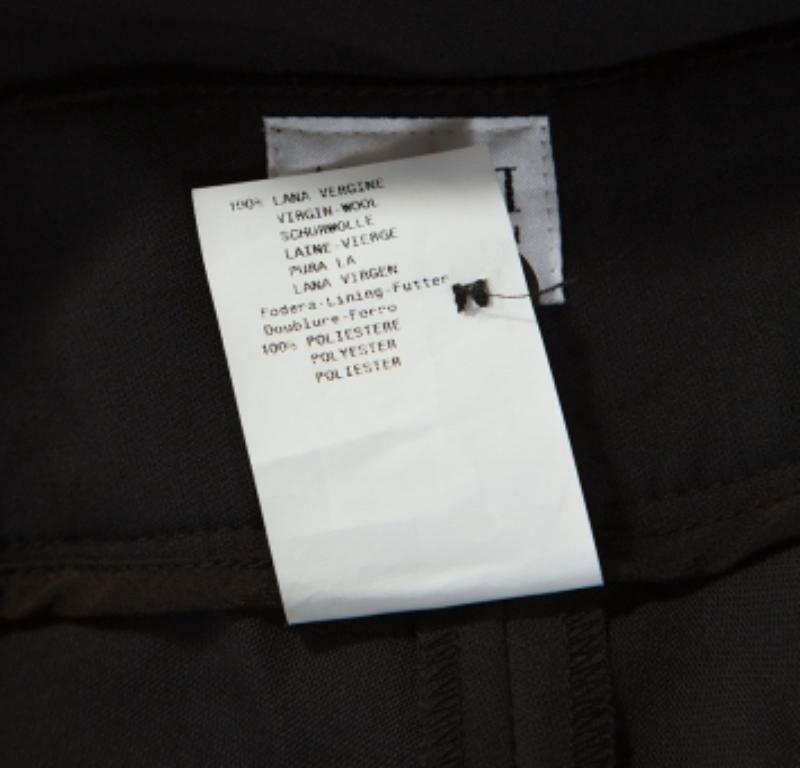 100% LANA VERGINE
VIRGIN-WOOL
SCHURWOLLE
LAINE-VIERGE
PURA LA
LANA VIRGEN
Fodera-Lining-Futter
Doublure-Forro
100% POLIESTERE
POLYESTER
POLIESTER